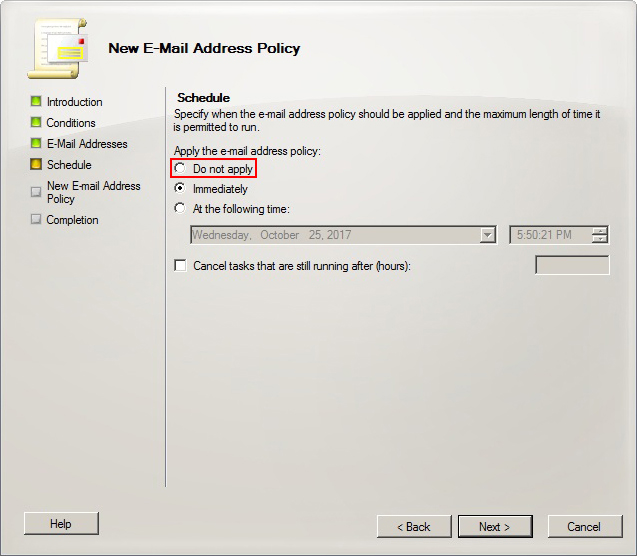 New E-Mail Address Policy
Introduction
Conditions
E-Mail Addresses
Schedule
New E-mail Address
Policy
Completion
Schedule
Specify when the e-mail address policy should be applied and the maximum length of time it
is permitted to run.
Apply the e-mail address policy:
Do not apply
Immediately
At the following time:
Wednesday, October 25, 2017
5:50:21 PM
Cancel tasks that are still running after (hours):
Help
< Back
Next >
Cancel